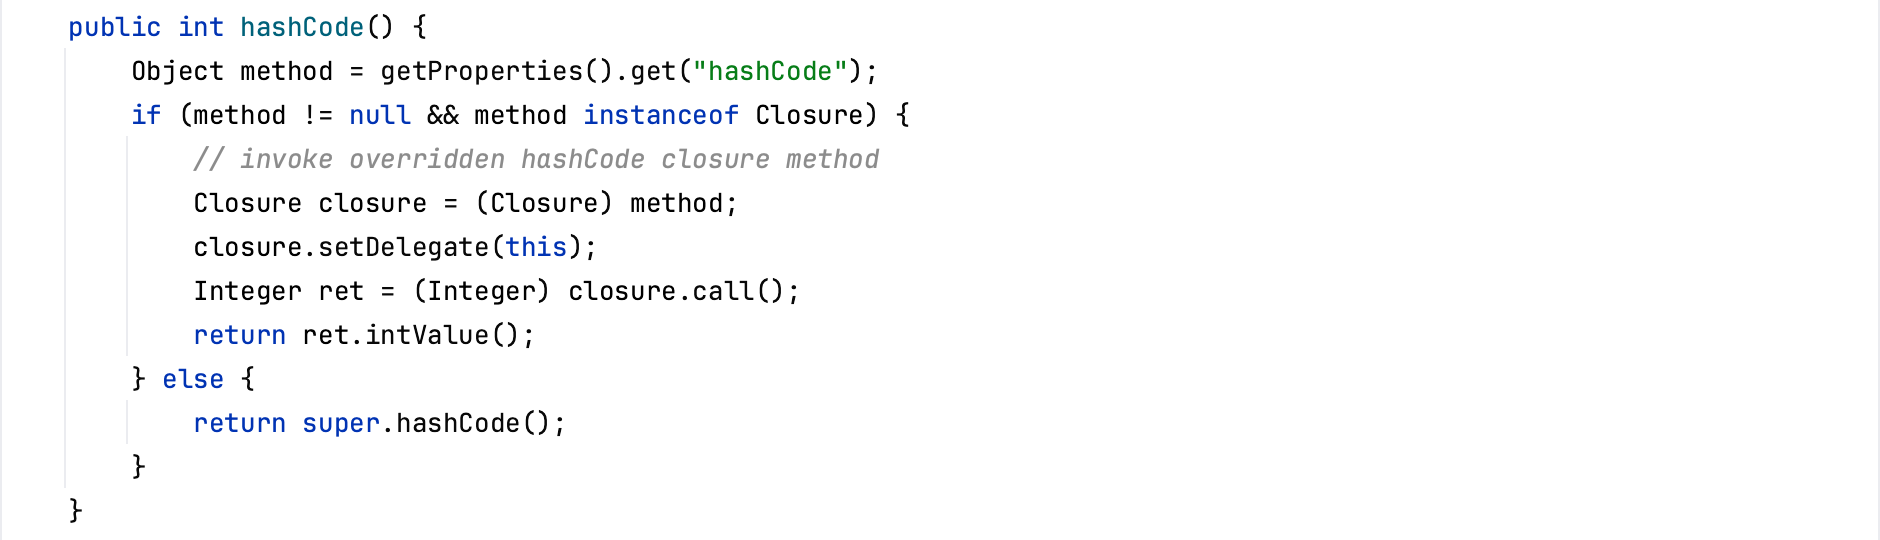 public int hashCode() {
    Object method = getProperties().get("hashCode");
    if (method != null && method instanceof Closure) {
        // invoke overridden hashCode closure method
        Closure closure = (Closure) method;
        closure.setDelegate(this);
        Integer ret = (Integer) closure.call();
        return ret.intValue();
    } else {
        return super.hashCode();
    }
}